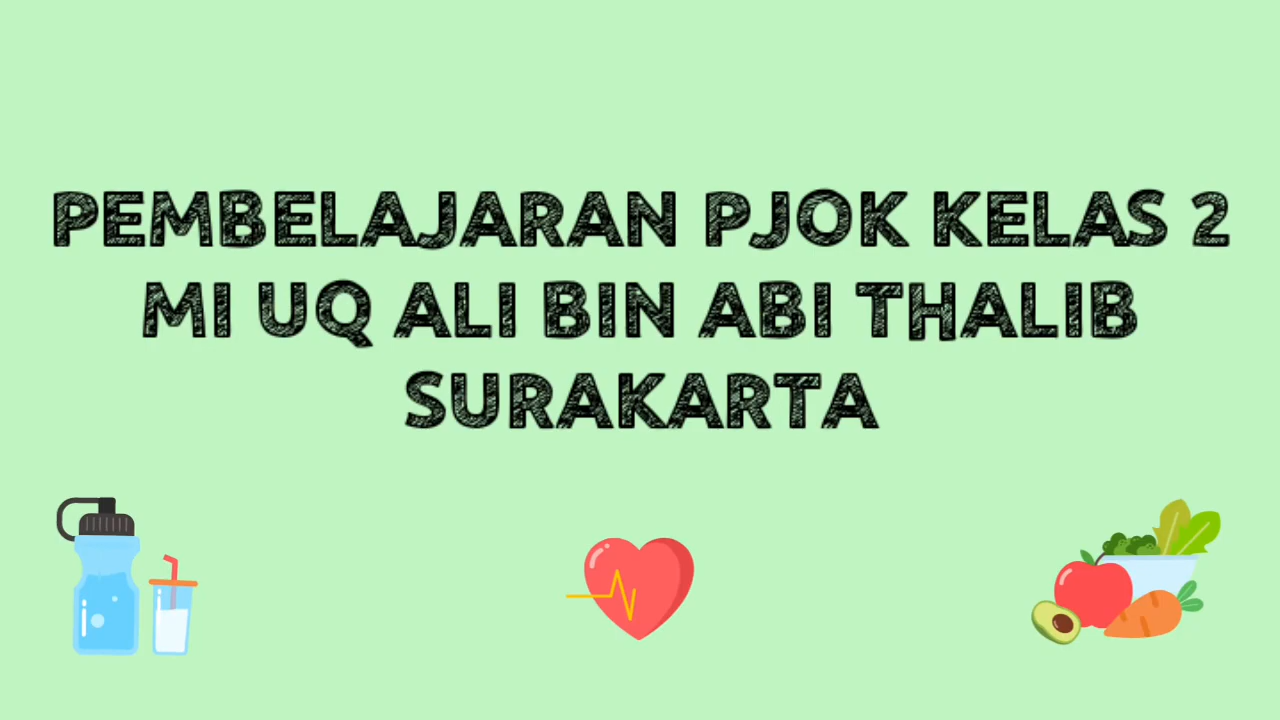 PEMBELAJARAN PJOK KELAS 2
MI UQ ALI BIN ABI THALIB
SURAKARTA